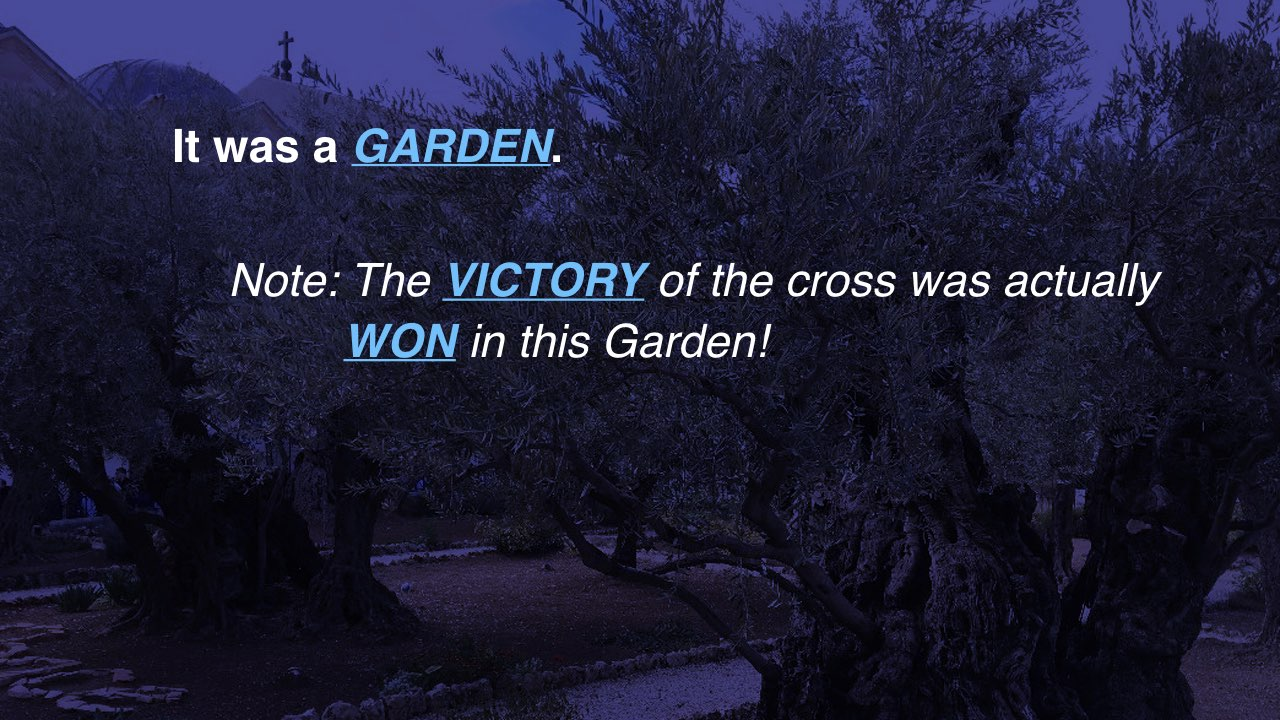 It was a GARDEN.
Note: The VICTORY of the cross was actually
WON in this Garden!